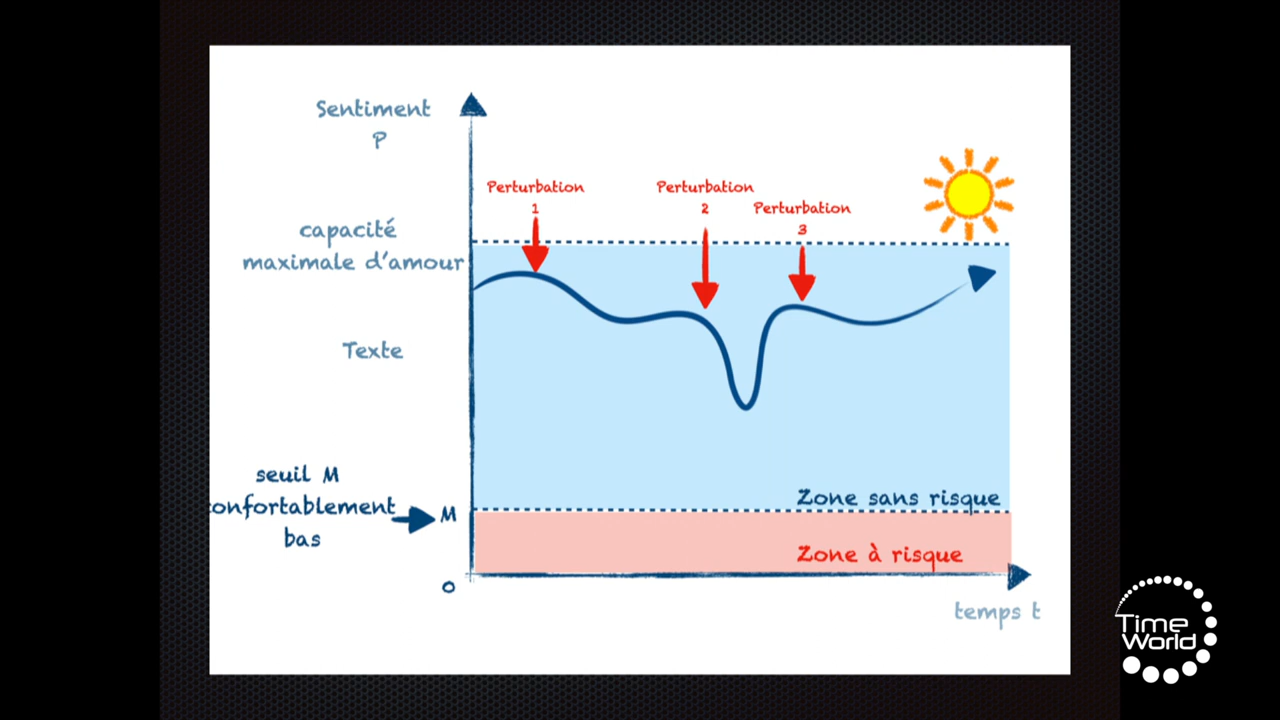 Sentiment
P
Perturbation
1
Perturbation
2
Perturbation
3
capacité
maximale d'amour
Texte
seuil M
confortablement
bas
M
Zone sans risque
Zone à risque
0
temps t
Time
World